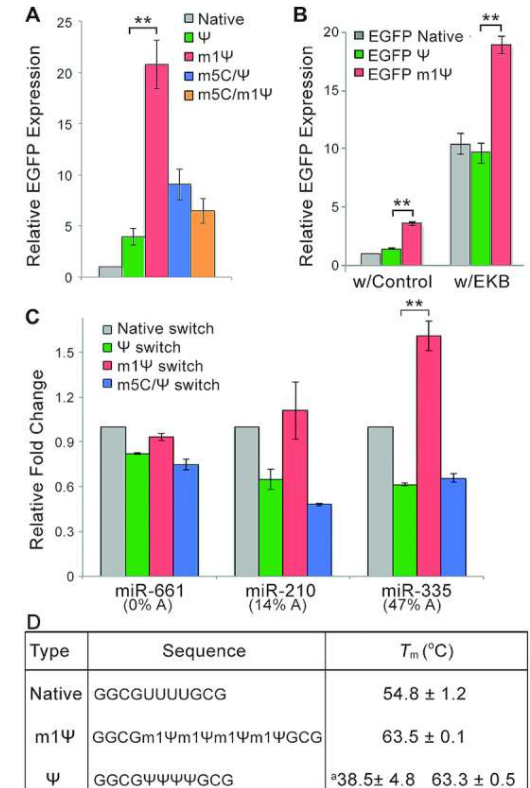 A
**
Native
Ψ
m1Ψ
m5C/Ψ
m5C/m1Ψ
Relative EGFP Expression
25
20
15
10
5
0
B
**
EGFP Native
EGFP Ψ
EGFP m1Ψ
Relative EGFP Expression
20
15
10
5
0
**
w/Control
w/EKB
C
Native switch
Ψ switch
m1Ψ switch
m5C/Ψ switch
**
Relative Fold Change
1.5
1.2
0.9
0.6
0.3
0
miR-661 miR-210 miR-335
(0% A) (14% A) (47% A)
D
Type Sequence Tm (°C)
Native GGCGUUUUGCG 54.8 ± 1.2
m1Ψ GGCGm1Ψm1Ψm1Ψm1ΨGCG 63.5 ± 0.1
Ψ GGCGΨΨΨΨGCG a38.5± 4.8 63.3 ± 0.5